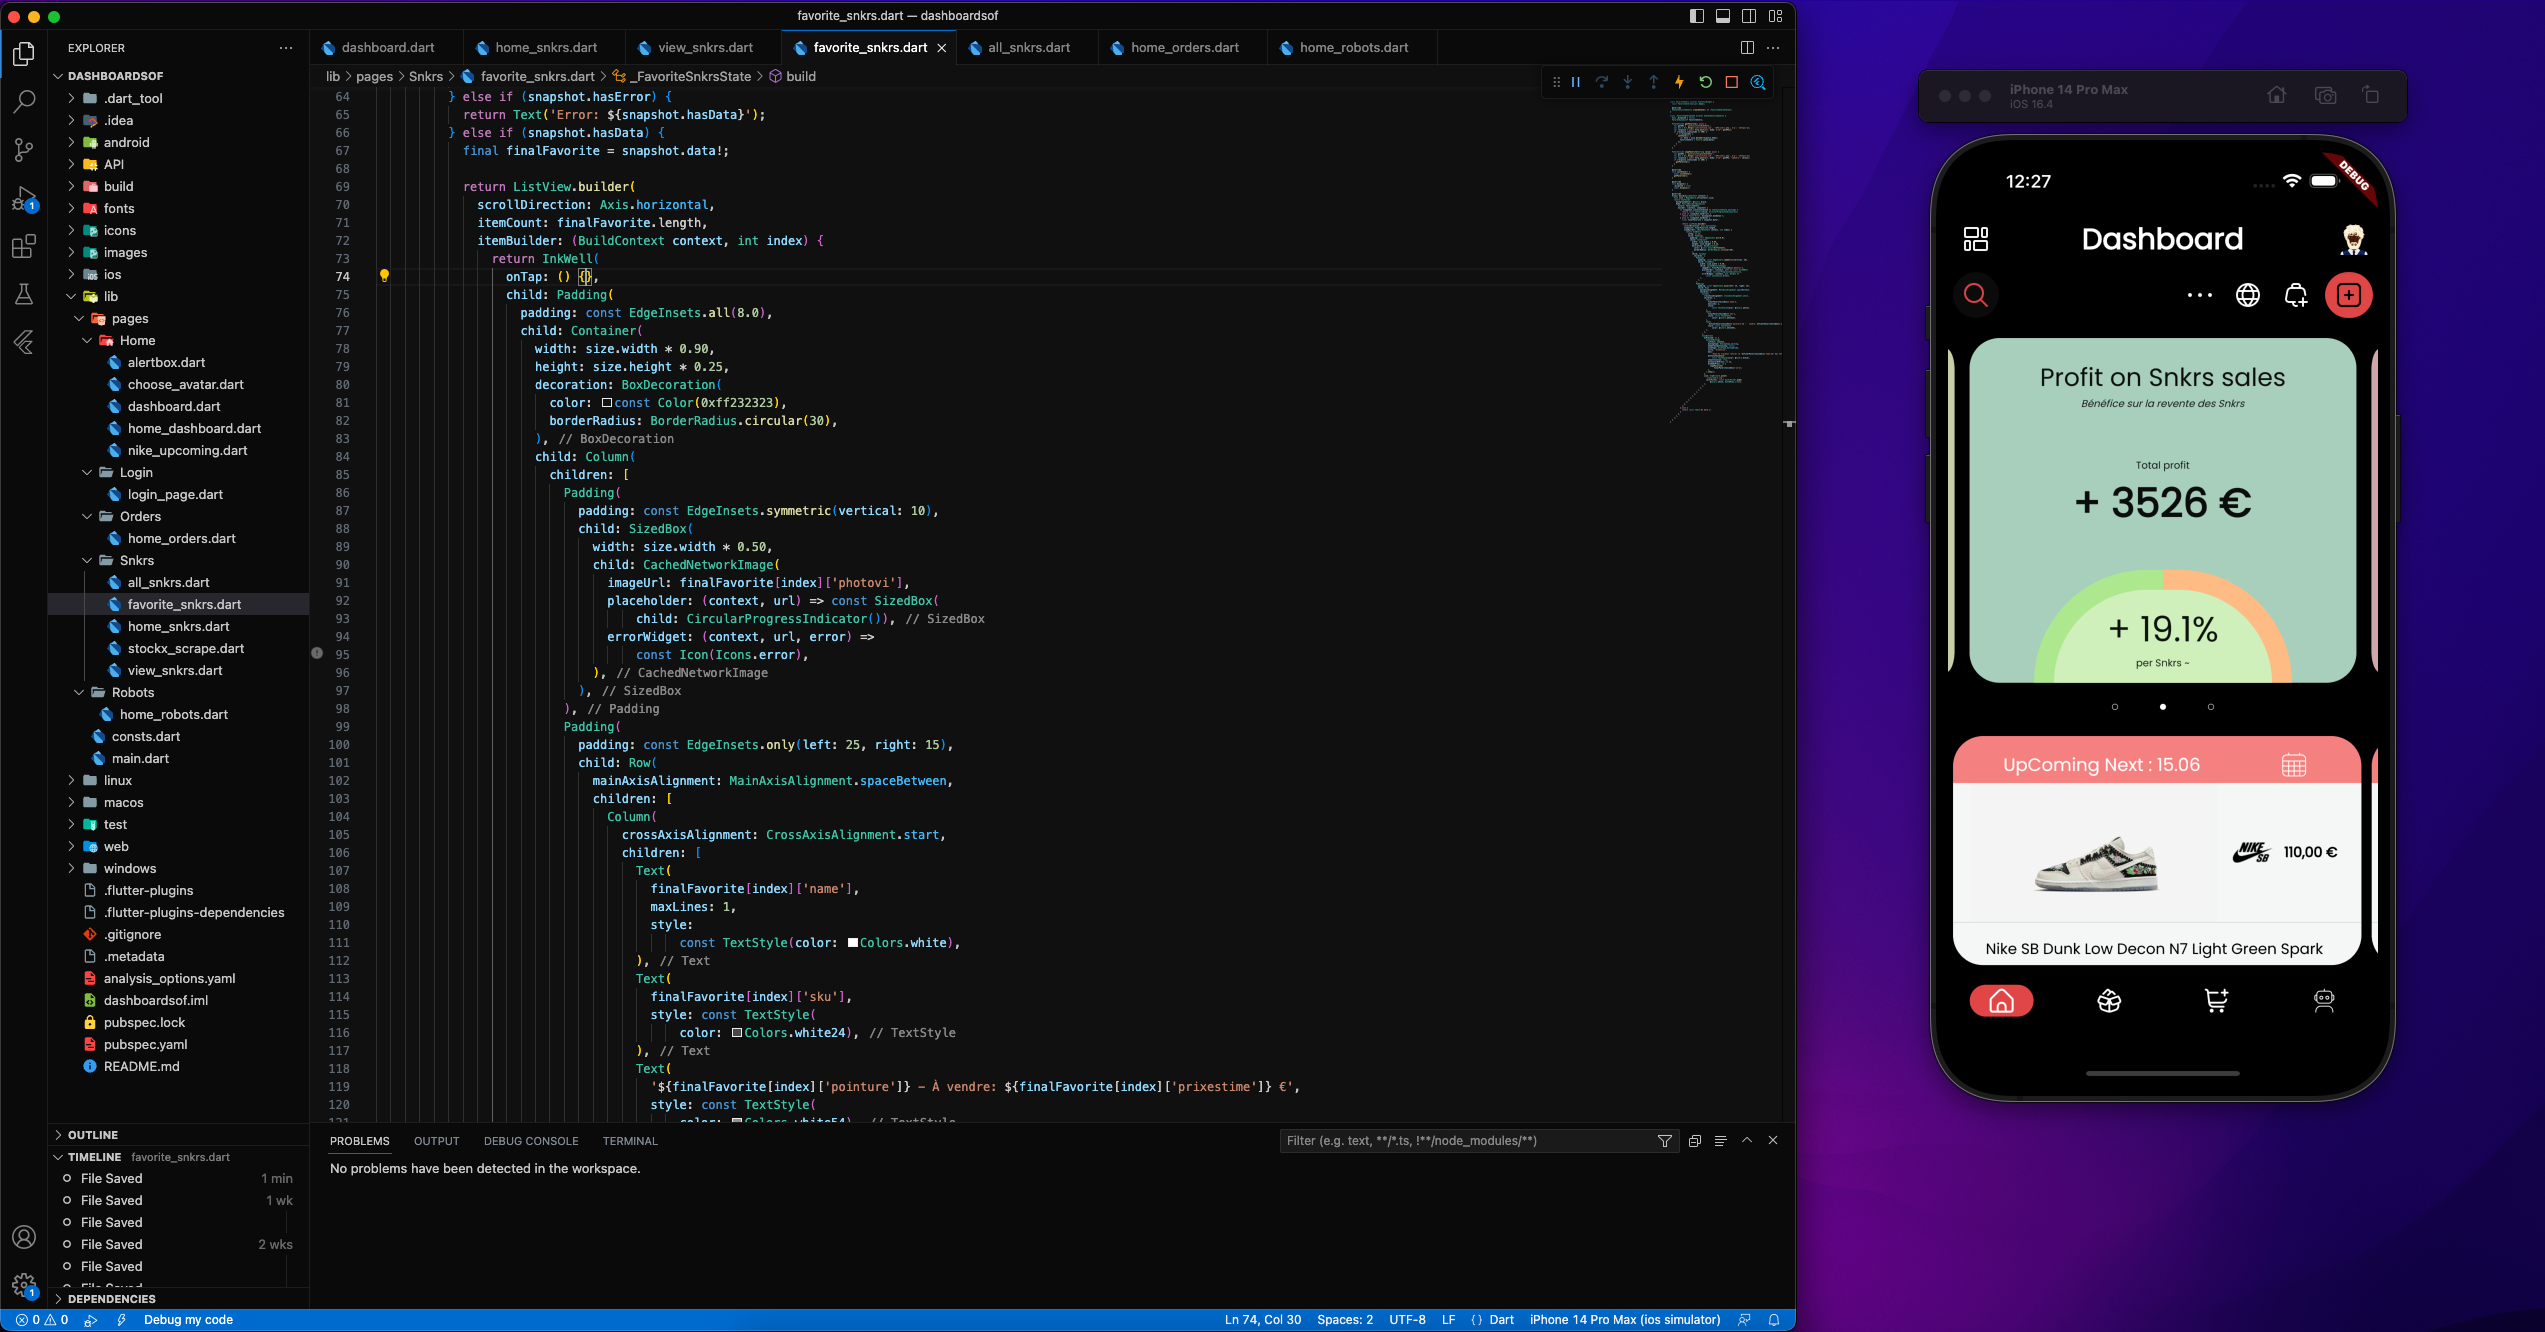 favorite_snkrs.dart — dashboardsof
EXPLORER
DASHBOARDSOF
.dart_tool
.idea
android
API
build
fonts
icons
images
ios
lib
pages
Home
alertbox.dart
choose_avatar.dart
dashboard.dart
home_dashboard.dart
nike_upcoming.dart
Login
login_page.dart
Orders
home_orders.dart
Snkrs
all_snkrs.dart
favorite_snkrs.dart
home_snkrs.dart
stockx_scrape.dart
view_snkrs.dart
Robots
home_robots.dart
consts.dart
main.dart
linux
macos
test
web
windows
.flutter-plugins
.flutter-plugins-dependencies
.gitignore
.metadata
analysis_options.yaml
dashboardsof.iml
pubspec.lock
pubspec.yaml
README.md
OUTLINE
TIMELINE favorite_snkrs.dart
File Saved 1 min
File Saved 1 wk
File Saved
File Saved 2 wks
File Saved
File Saved
DEPENDENCIES
dashboard.dart home_snkrs.dart view_snkrs.dart favorite_snkrs.dart all_snkrs.dart home_orders.dart home_robots.dart
lib > pages > Snkrs > favorite_snkrs.dart > _FavoriteSnkrsState > build
64 } else if (snapshot.hasError) {
65 return Text('Error: ${snapshot.hasData}');
66 } else if (snapshot.hasData) {
67 final finalFavorite = snapshot.data!;
68
69 return ListView.builder(
70 scrollDirection: Axis.horizontal,
71 itemCount: finalFavorite.length,
72 itemBuilder: (BuildContext context, int index) {
73 return InkWell(
74 onTap: () {},
75 child: Padding(
76 padding: const EdgeInsets.all(8.0),
77 child: Container(
78 width: size.width * 0.90,
79 height: size.height * 0.25,
80 decoration: BoxDecoration(
81 color: const Color(0xff232323),
82 borderRadius: BorderRadius.circular(30),
83 ), // BoxDecoration
84 child: Column(
85 children: [
86 Padding(
87 padding: const EdgeInsets.symmetric(vertical: 10),
88 child: SizedBox(
89 width: size.width * 0.50,
90 child: CachedNetworkImage(
91 imageUrl: finalFavorite[index]['photovi'],
92 placeholder: (context, url) => const SizedBox(
93 child: CircularProgressIndicator()), // SizedBox
94 errorWidget: (context, url, error) =>
95 const Icon(Icons.error),
96 ), // CachedNetworkImage
97 ), // SizedBox
98 ), // Padding
99 Padding(
100 padding: const EdgeInsets.only(left: 25, right: 15),
101 child: Row(
102 mainAxisAlignment: MainAxisAlignment.spaceBetween,
103 children: [
104 Column(
105 crossAxisAlignment: CrossAxisAlignment.start,
106 children: [
107 Text(
108 finalFavorite[index]['name'],
109 maxLines: 1,
110 style:
111 const TextStyle(color: Colors.white),
112 ), // Text
113 Text(
114 finalFavorite[index]['sku'],
115 style: const TextStyle(
116 color: Colors.white24), // TextStyle
117 ), // Text
118 Text(
119 '${finalFavorite[index]['pointure']} - À vendre: ${finalFavorite[index]['prixestime']} €',
120 style: const TextStyle(
121 color: Colors.white54), // TextStyle
PROBLEMS OUTPUT DEBUG CONSOLE TERMINAL
Filter (e.g. text, **/*.ts, !**/node_modules/**)
No problems have been detected in the workspace.
0 0 Debug my code
Ln 74, Col 30 Spaces: 2 UTF-8 LF {} Dart iPhone 14 Pro Max (ios simulator)
1
1
iPhone 14 Pro Max
iOS 16.4
12:27
DEBUG
Dashboard
Profit on Snkrs sales
Bénéfice sur la revente des Snkrs
Total profit
+ 3526 €
+ 19.1%
per Snkrs ~
UpComing Next : 15.06
NIKE SB
110,00 €
Nike SB Dunk Low Decon N7 Light Green Spark